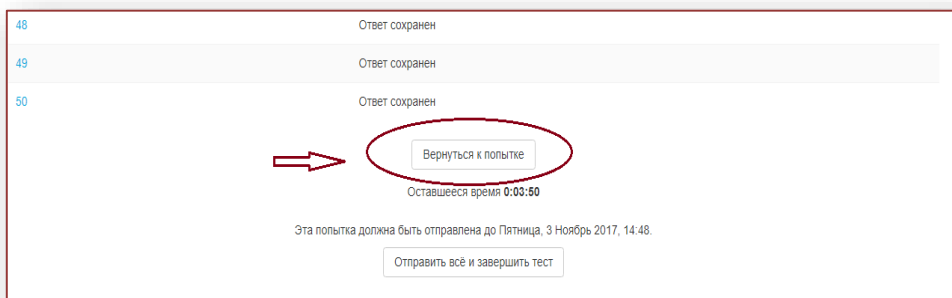 48 Ответ сохранен
49 Ответ сохранен
50 Ответ сохранен
Вернуться к попытке
Оставшееся время 0:03:50
Эта попытка должна быть отправлена до Пятница, 3 Ноябрь 2017, 14:48.
Отправить всё и завершить тест